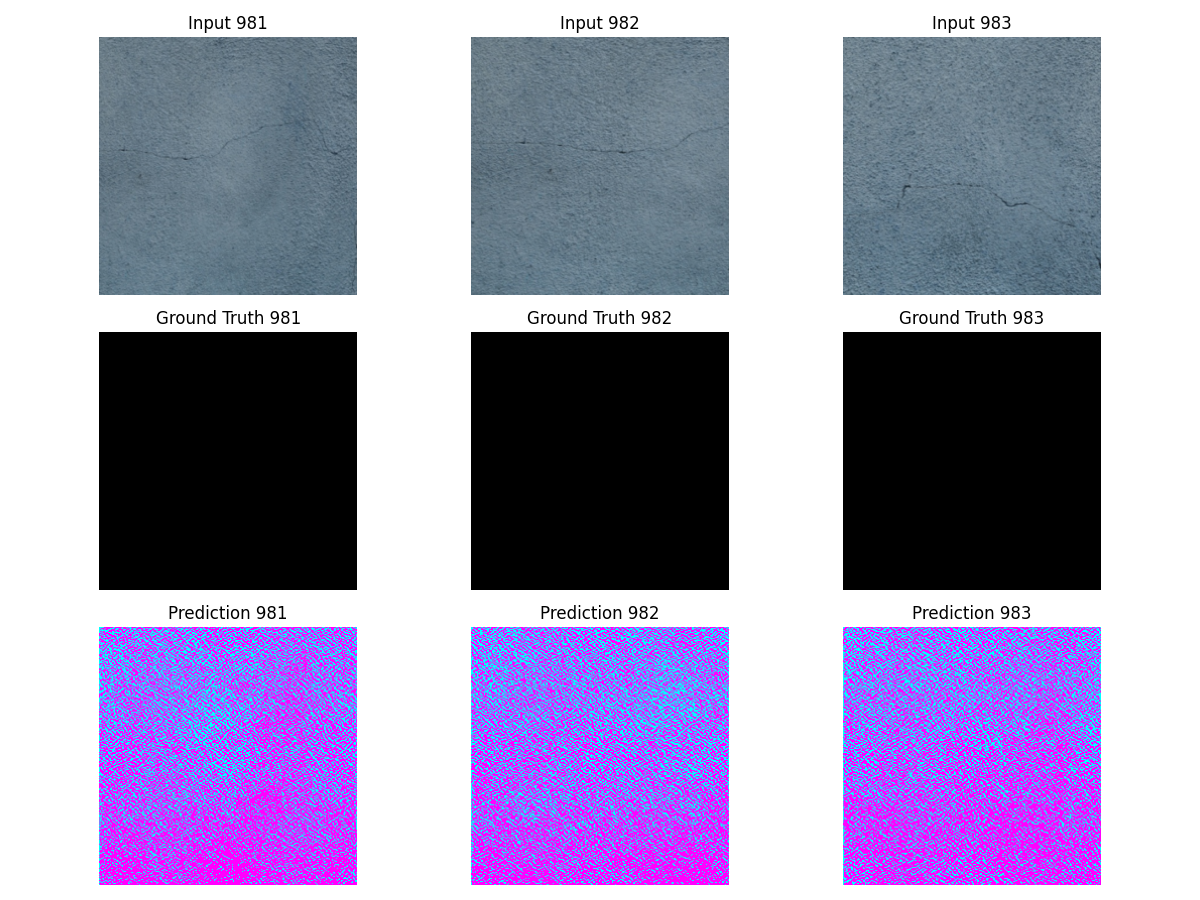 Input 981
Input 982
Input 983
Ground Truth 981
Ground Truth 982
Ground Truth 983
Prediction 981
Prediction 982
Prediction 983